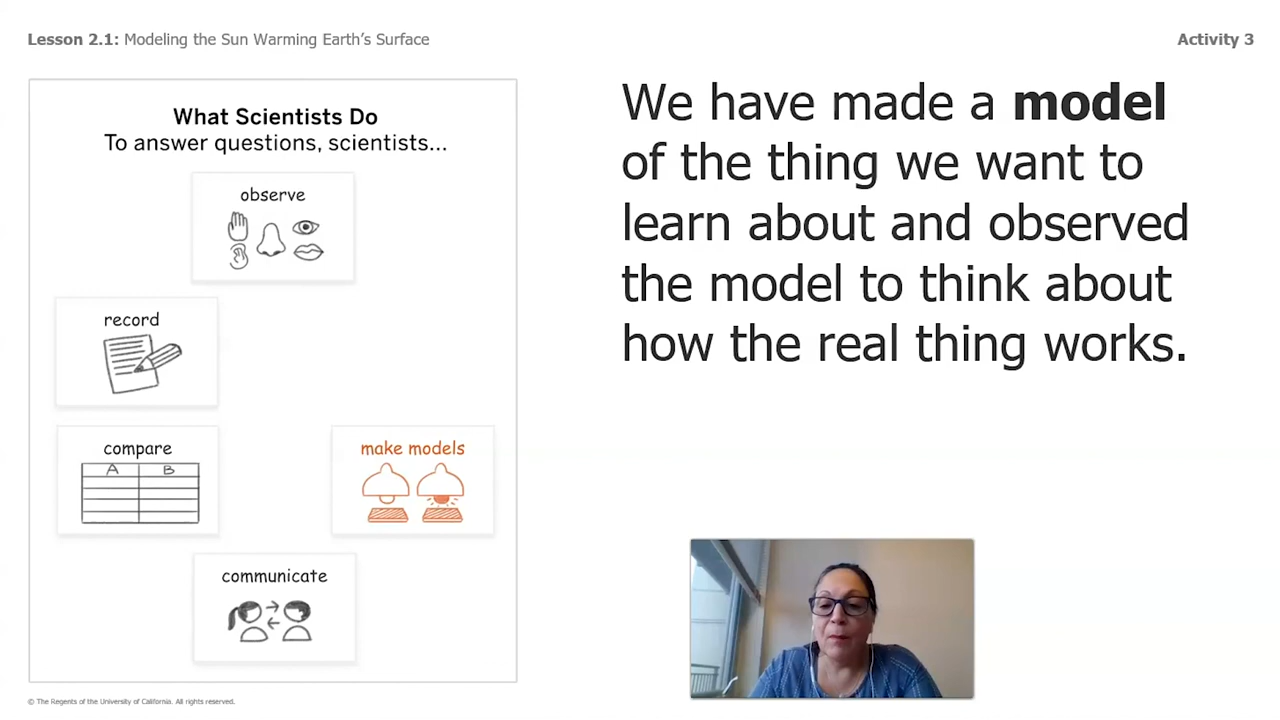 Lesson 2.1: Modeling the Sun Warming Earth's Surface
Activity 3
What Scientists Do
To answer questions, scientists...
observe
record
compare
A B
make models
communicate
We have made a model
of the thing we want to
learn about and observed
the model to think about
how the real thing works.
© The Regents of the University of California. All rights reserved.